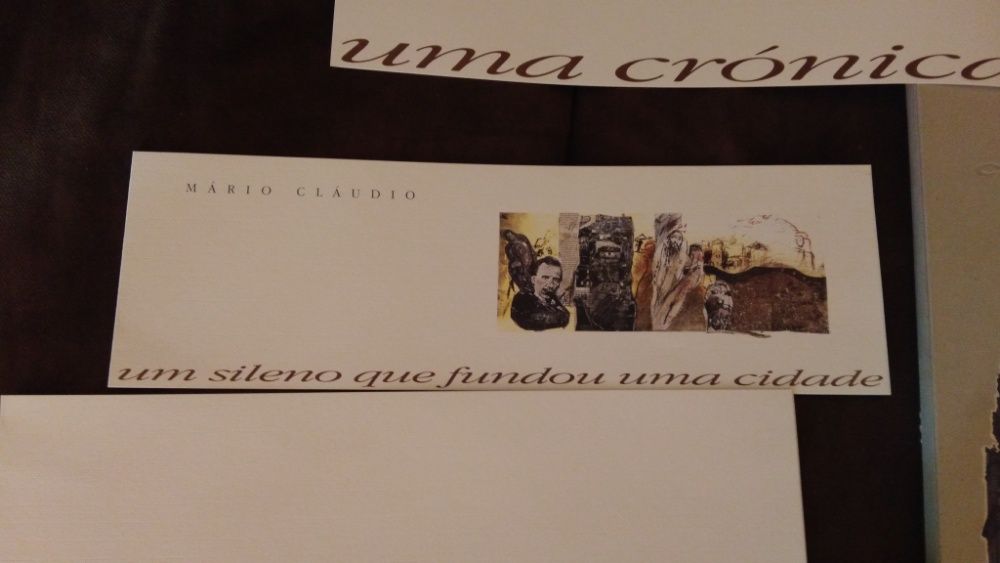 uma crónica
MÁRIO CLÁUDIO
um sileno que fundou uma cidade